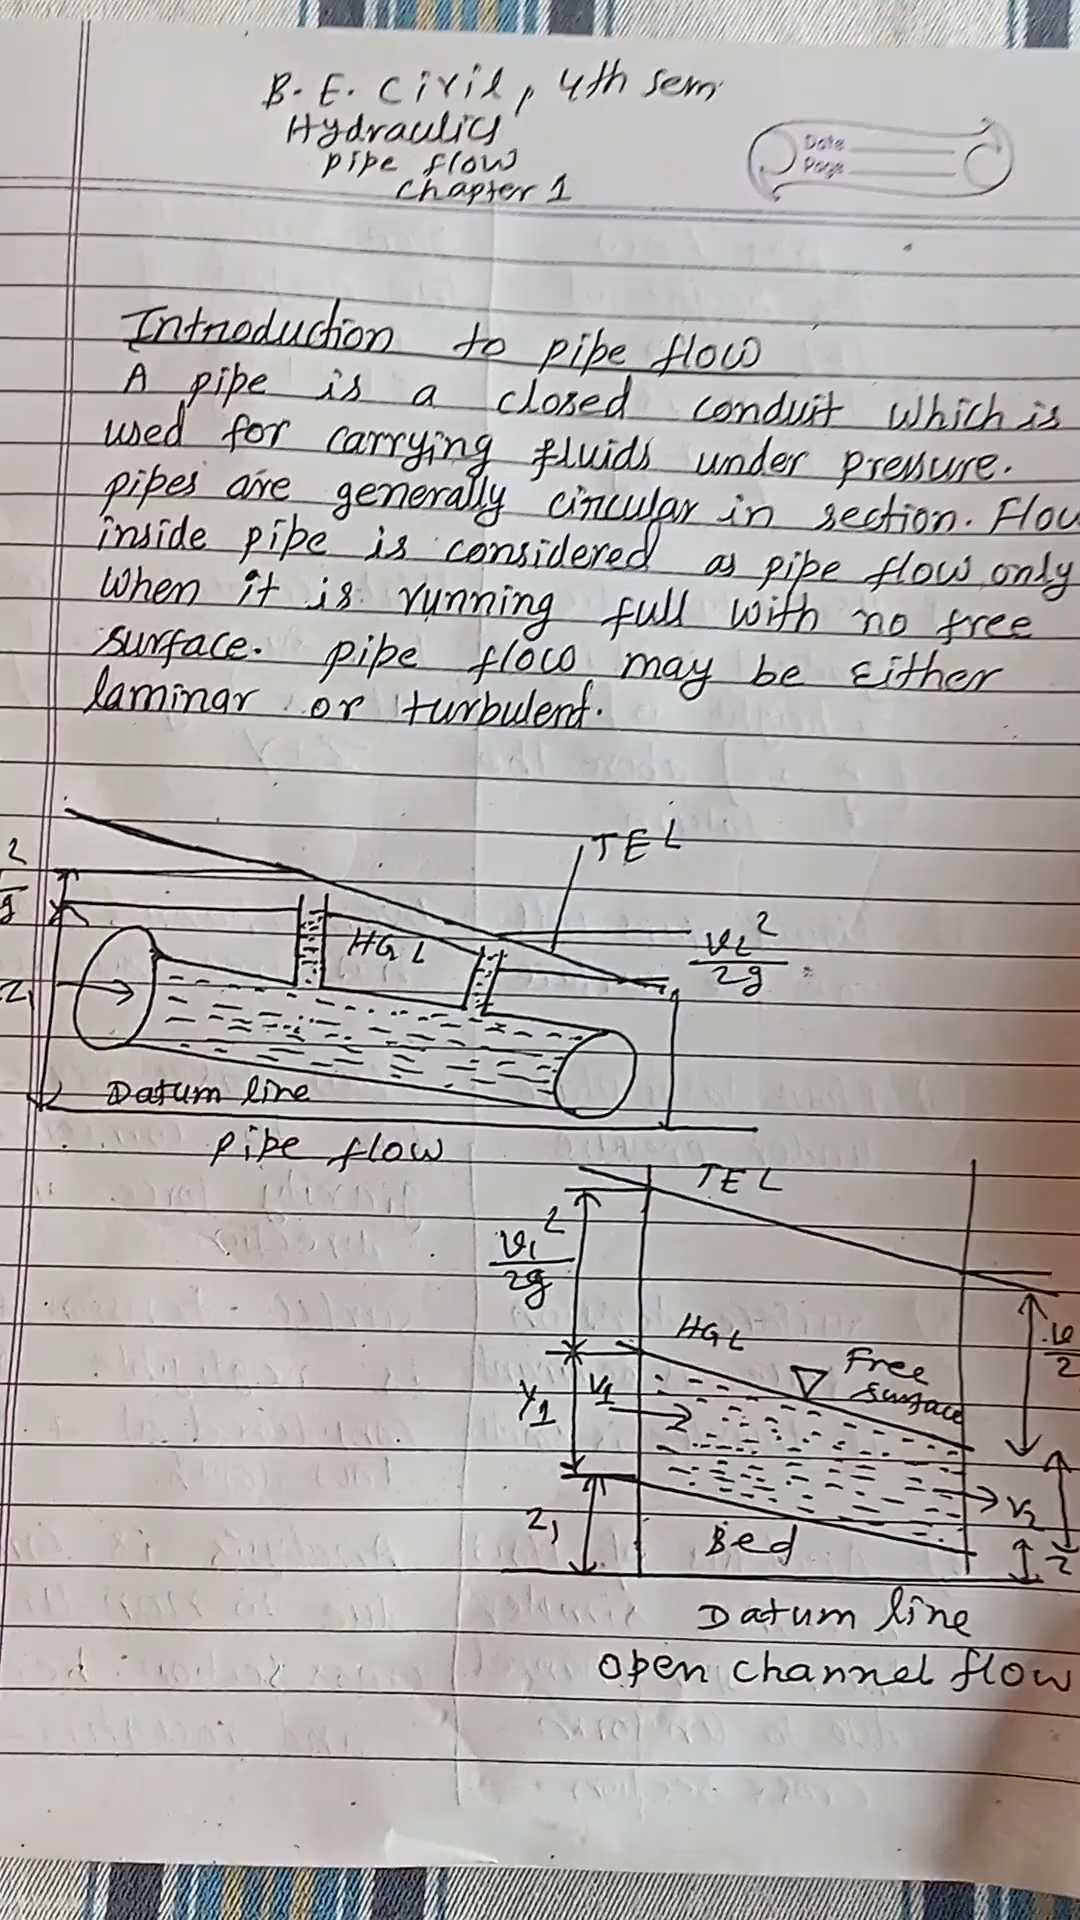 B.E. Civil, 4th sem
Hydraulics
pipe flow
chapter 1
Date
Page
Introduction to pipe flow
A pipe is a closed conduit which is
used for carrying fluids under pressure.
pipes are generally circular in section. Flow
inside pipe is considered as pipe flow only
when it is running full with no free
surface. pipe flow may be Either
laminar or turbulent.
TEL
HGL
V₂²
2g
Z₁
Datum line
pipe flow
TEL
V₁²
2g
HGL
Free
surface
Y₁
V₁
V₂
Z₁
Bed
Datum line
open channel flow